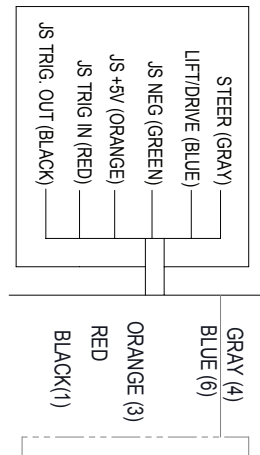 STEER (GRAY)
LIFT/DRIVE (BLUE)
JS NEG (GREEN)
JS +5V (ORANGE)
JS TRIG IN (RED)
JS TRIG. OUT (BLACK)
GRAY (4)
BLUE (6)
ORANGE (3)
RED
BLACK(1)